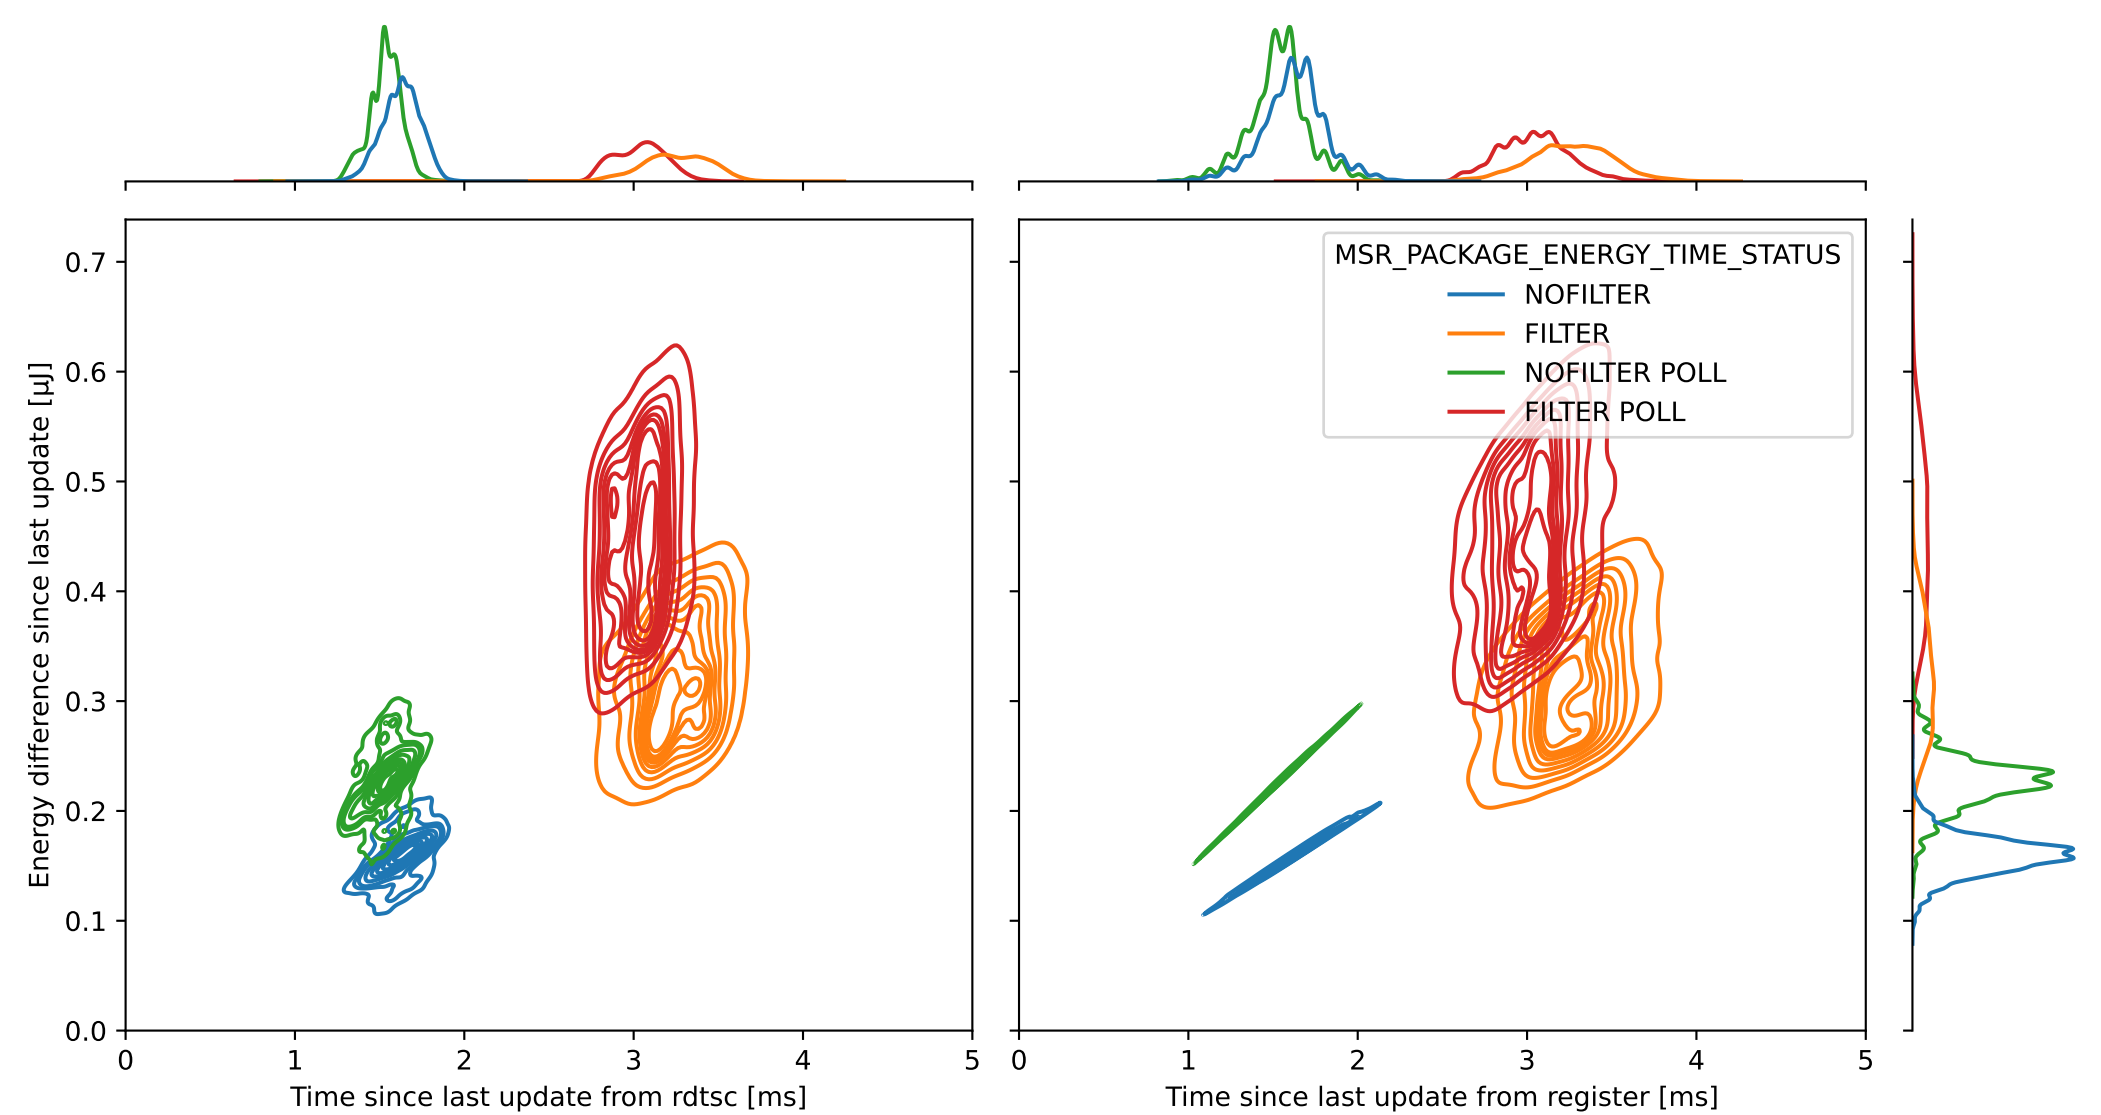 MSR_PACKAGE_ENERGY_TIME_STATUS
NOFILTER
FILTER
NOFILTER POLL
FILTER POLL
Energy difference since last update [µJ]
0.7
0.6
0.5
0.4
0.3
0.2
0.1
0.0
0 1 2 3 4 5
0 1 2 3 4 5
Time since last update from rdtsc [ms]
Time since last update from register [ms]